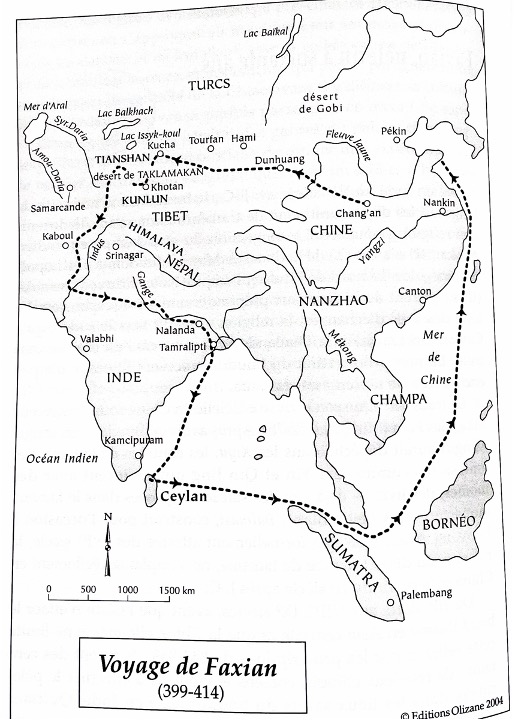 Lac Baïkal
TURCS
désert
de Gobi
Mer d'Aral
Syr.Daria
Lac Balkhach
Lac Issyk-koul
Kucha
Tourfan
Hami
Fleuve Jaune
Pékin
Amou-Daria
TIANSHAN
Dunhuang
désert de TAKLAMAKAN
Khotan
KUNLUN
Samarcande
TIBET
Chang'an
Nankin
CHINE
Kaboul
Indus
Srinagar
HIMALAYA
NÉPAL
Yangzi
Gange
NANZHAO
Canton
Nalanda
Tamralipti
Valabhi
Mékong
Mer
de
Chine
INDE
CHAMPA
Kamcipuram
Océan Indien
Ceylan
BORNÉO
N
SUMATRA
0 750 1000 1500 km
Palembang
Voyage de Faxian
(399-414)
© Editions Olizane 2004